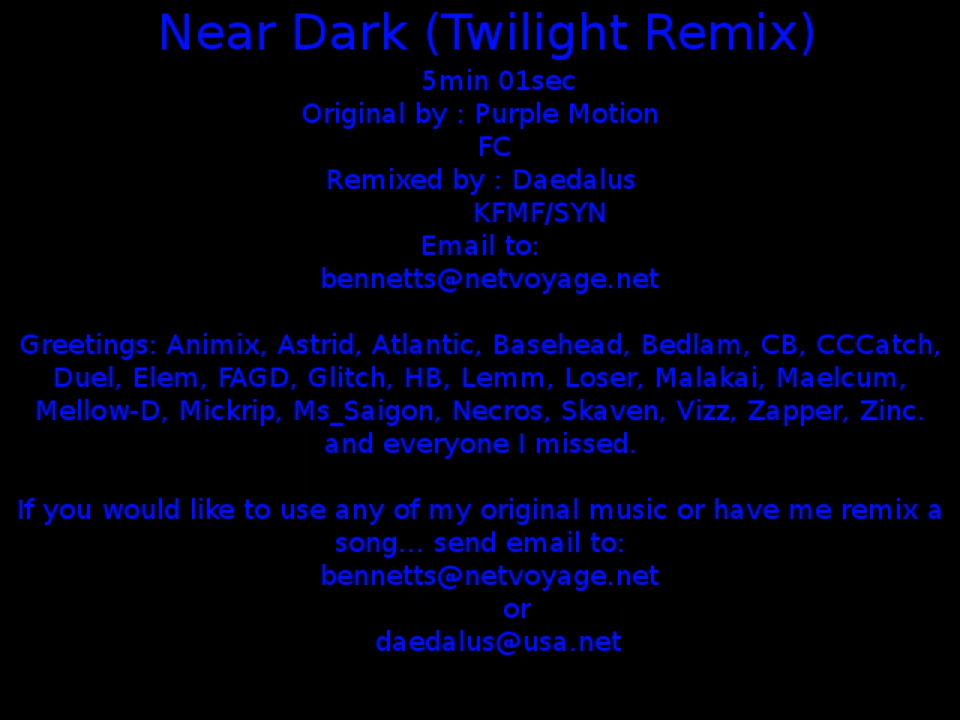 Near Dark (Twilight Remix)
5min 01sec
Original by : Purple Motion
FC
Remixed by : Daedalus
KFMF/SYN
Email to:
bennetts@netvoyage.net
Greetings: Animix, Astrid, Atlantic, Basehead, Bedlam, CB, CCCatch,
Duel, Elem, FAGD, Glitch, HB, Lemm, Loser, Malakai, Maelcum,
Mellow-D, Mickrip, Ms_Saigon, Necros, Skaven, Vizz, Zapper, Zinc.
and everyone I missed.
If you would like to use any of my original music or have me remix a
song... send email to:
bennetts@netvoyage.net
or
daedalus@usa.net